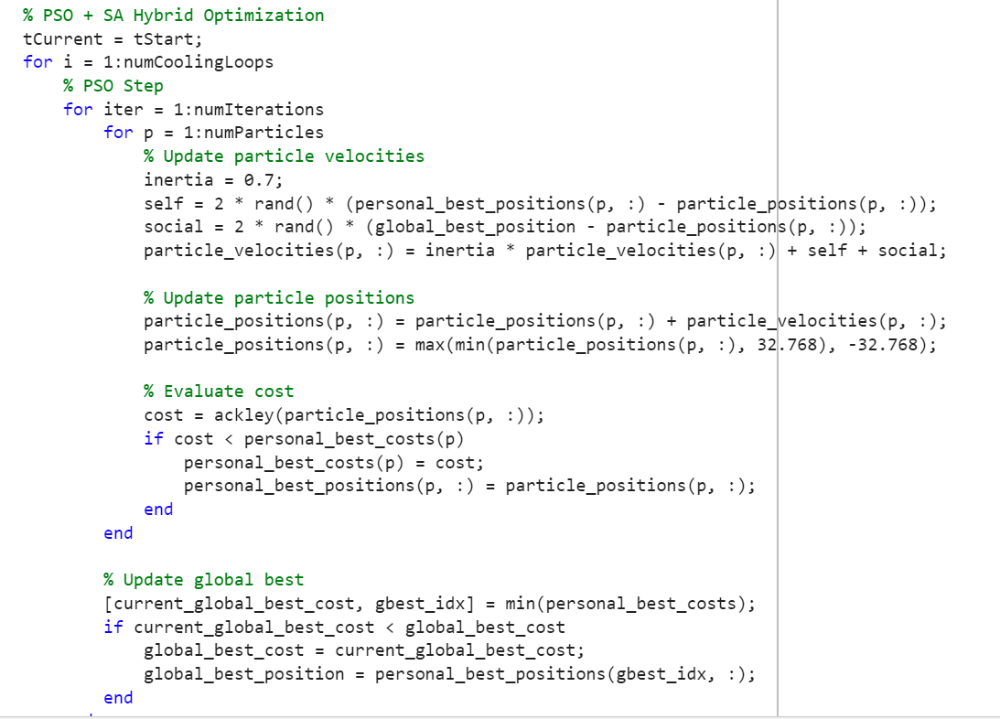 % PSO + SA Hybrid Optimization
tCurrent = tStart;
for i = 1:numCoolingLoops
    % PSO Step
    for iter = 1:numIterations
        for p = 1:numParticles
            % Update particle velocities
            inertia = 0.7;
            self = 2 * rand() * (personal_best_positions(p, :) - particle_positions(p, :));
            social = 2 * rand() * (global_best_position - particle_positions(p, :));
            particle_velocities(p, :) = inertia * particle_velocities(p, :) + self + social;

            % Update particle positions
            particle_positions(p, :) = particle_positions(p, :) + particle_velocities(p, :);
            particle_positions(p, :) = max(min(particle_positions(p, :), 32.768), -32.768);

            % Evaluate cost
            cost = ackley(particle_positions(p, :));
            if cost < personal_best_costs(p)
                personal_best_costs(p) = cost;
                personal_best_positions(p, :) = particle_positions(p, :);
            end
        end

        % Update global best
        [current_global_best_cost, gbest_idx] = min(personal_best_costs);
        if current_global_best_cost < global_best_cost
            global_best_cost = current_global_best_cost;
            global_best_position = personal_best_positions(gbest_idx, :);
        end